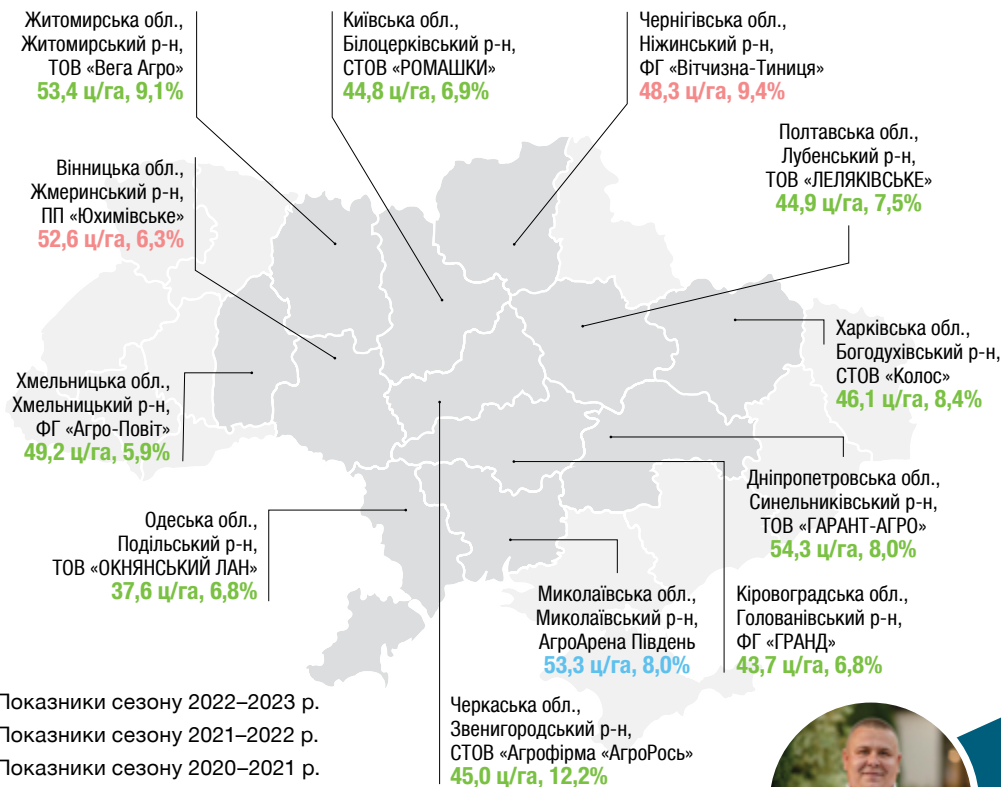 Житомирська обл.,
Житомирський р-н,
ТОВ «Вега Агро»
53,4 ц/га, 9,1%
Київська обл.,
Білоцерківський р-н,
СТОВ «РОМАШКИ»
44,8 ц/га, 6,9%
Чернігівська обл.,
Ніжинський р-н,
ФГ «Вітчизна-Тиниця»
48,3 ц/га, 9,4%
Полтавська обл.,
Лубенський р-н,
ТОВ «ЛЕЛЯКІВСЬКЕ»
44,9 ц/га, 7,5%
Вінницька обл.,
Жмеринський р-н,
ПП «Юхимівське»
52,6 ц/га, 6,3%
Харківська обл.,
Богодухівський р-н,
СТОВ «Колос»
46,1 ц/га, 8,4%
Хмельницька обл.,
Хмельницький р-н,
ФГ «Агро-Повіт»
49,2 ц/га, 5,9%
Дніпропетровська обл.,
Синельниківський р-н,
ТОВ «ГАРАНТ-АГРО»
54,3 ц/га, 8,0%
Одеська обл.,
Подільський р-н,
ТОВ «ОКНЯНСЬКИЙ ЛАН»
37,6 ц/га, 6,8%
Миколаївська обл.,
Миколаївський р-н,
АгроАрена Південь
53,3 ц/га, 8,0%
Кіровоградська обл.,
Голованівський р-н,
ФГ «ГРАНД»
43,7 ц/га, 6,8%
Черкаська обл.,
Звенигородський р-н,
СТОВ «Агрофірма «АгроРось»
45,0 ц/га, 12,2%
Показники сезону 2022–2023 р.
Показники сезону 2021–2022 р.
Показники сезону 2020–2021 р.